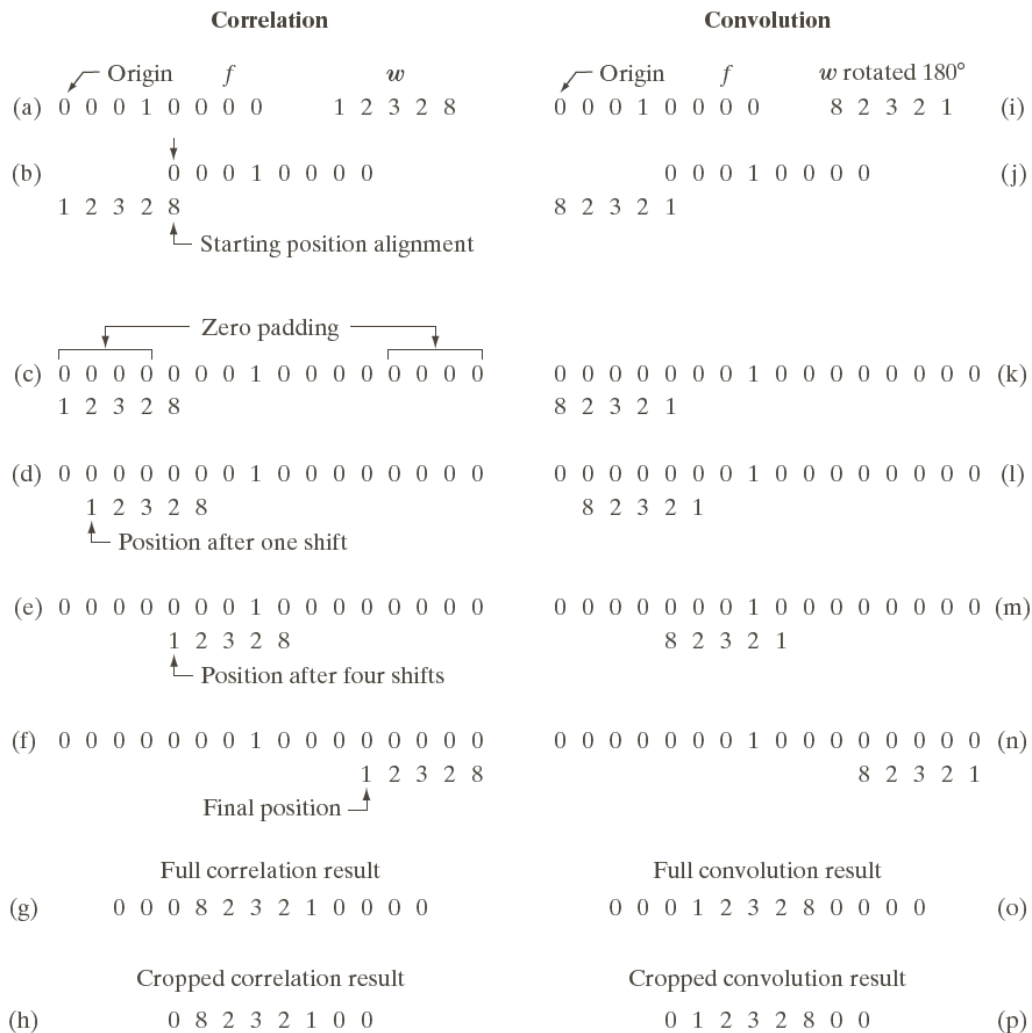 Correlation
Origin f w
(a) 0 0 0 1 0 0 0 0 1 2 3 2 8
(b) 0 0 0 1 0 0 0 0
1 2 3 2 8
Starting position alignment
Zero padding
(c) 0 0 0 0 0 0 0 1 0 0 0 0 0 0 0 0
1 2 3 2 8
(d) 0 0 0 0 0 0 0 1 0 0 0 0 0 0 0 0
1 2 3 2 8
Position after one shift
(e) 0 0 0 0 0 0 0 1 0 0 0 0 0 0 0 0
1 2 3 2 8
Position after four shifts
(f) 0 0 0 0 0 0 0 1 0 0 0 0 0 0 0 0
1 2 3 2 8
Final position
Full correlation result
(g) 0 0 0 8 2 3 2 1 0 0 0 0
Cropped correlation result
(h) 0 8 2 3 2 1 0 0
Convolution
Origin f w rotated 180°
0 0 0 1 0 0 0 0 8 2 3 2 1 (i)
0 0 0 1 0 0 0 0 (j)
8 2 3 2 1
0 0 0 0 0 0 0 1 0 0 0 0 0 0 0 0 (k)
8 2 3 2 1
0 0 0 0 0 0 0 1 0 0 0 0 0 0 0 0 (l)
8 2 3 2 1
0 0 0 0 0 0 0 1 0 0 0 0 0 0 0 0 (m)
8 2 3 2 1
0 0 0 0 0 0 0 1 0 0 0 0 0 0 0 0 (n)
8 2 3 2 1
Full convolution result
0 0 0 1 2 3 2 8 0 0 0 0 (o)
Cropped convolution result
0 1 2 3 2 8 0 0 (p)